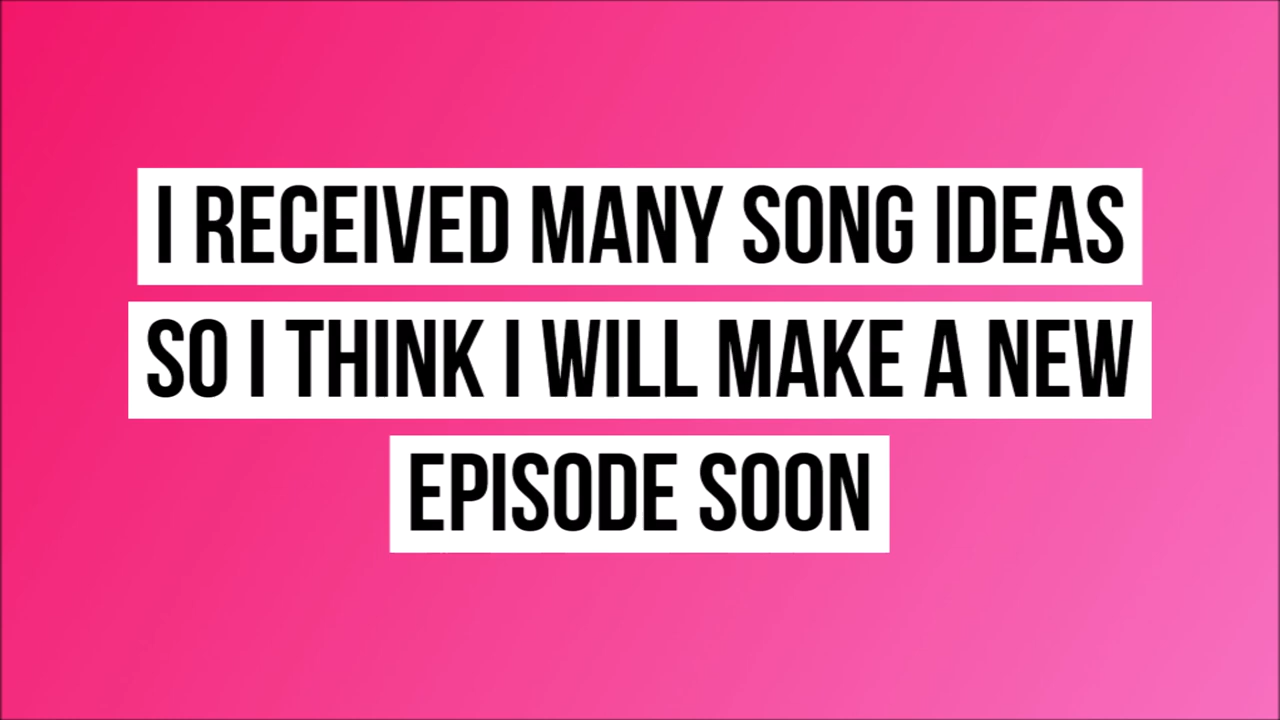 I RECEIVED MANY SONG IDEAS
SO I THINK I WILL MAKE A NEW
EPISODE SOON